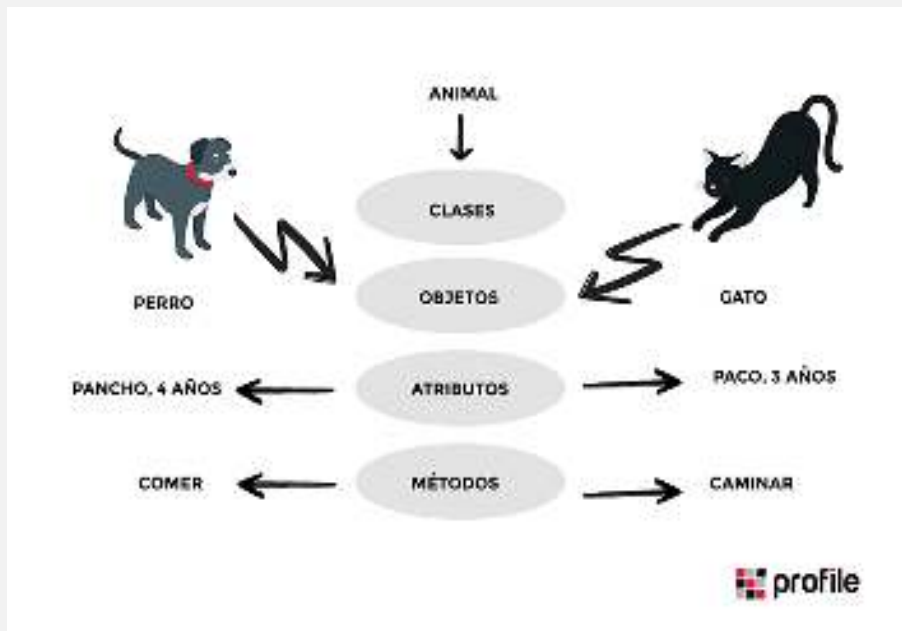 ANIMAL
CLASES
OBJETOS
PERRO
GATO
PANCHO, 4 AÑOS
ATRIBUTOS
PACO, 3 AÑOS
COMER
MÉTODOS
CAMINAR
profile